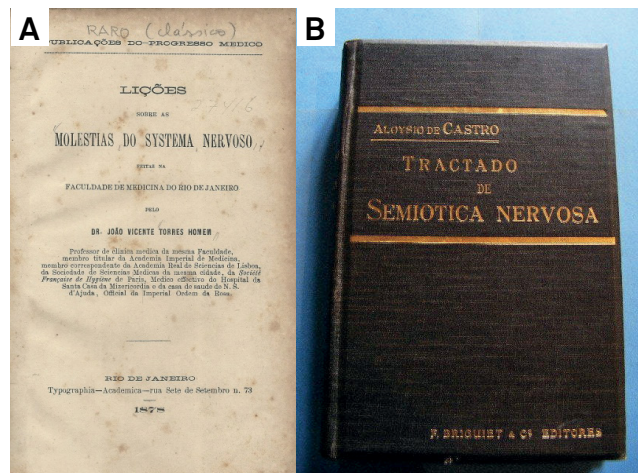 A
RARO (clássico)
PUBLICAÇÕES DO PROGRESSO MEDICO
LIÇÕES
SOBRE AS
MOLESTIAS DO SYSTEMA NERVOSO
FEITAS NA
FACULDADE DE MEDICINA DO RIO DE JANEIRO
PELO
DR. JOÃO VICENTE TORRES HOMEM
Professor de clinica medica da mesma Faculdade,
membro titular da Academia Imperial de Medicina,
membro correspondente da Academia Real de Sciencias de Lisboa,
da Sociedade de Sciencias Medicas da mesma cidade, da Société
Française de Hygiene de Paris, Medico effectivo do Hospital da
Santa Casa da Misericordia e da casa de saude de N. S.
d'Ajuda, Official da Imperial Ordem da Rosa.
RIO DE JANEIRO
Typographia—Academica—rua Sete de Setembro n. 73
1878
B
ALOYSIO DE CASTRO
TRACTADO
DE
SEMIOTICA NERVOSA
F. BRIGUIET & Cª EDITORES